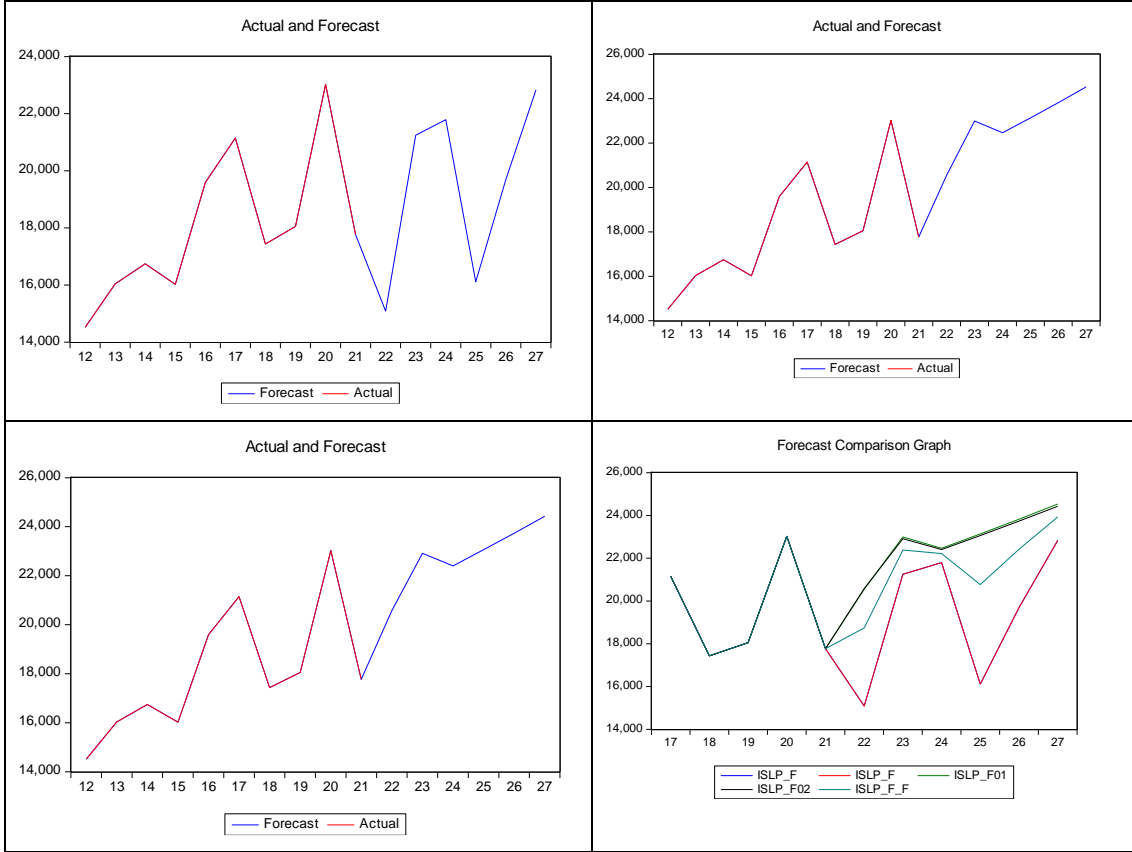 Actual and Forecast
24,000
22,000
20,000
18,000
16,000
14,000
12 13 14 15 16 17 18 19 20 21 22 23 24 25 26 27
Forecast Actual
Actual and Forecast
26,000
24,000
22,000
20,000
18,000
16,000
14,000
12 13 14 15 16 17 18 19 20 21 22 23 24 25 26 27
Forecast Actual
Actual and Forecast
26,000
24,000
22,000
20,000
18,000
16,000
14,000
12 13 14 15 16 17 18 19 20 21 22 23 24 25 26 27
Forecast Actual
Forecast Comparison Graph
26,000
24,000
22,000
20,000
18,000
16,000
14,000
17 18 19 20 21 22 23 24 25 26 27
ISLP_F ISLP_F ISLP_F01
ISLP_F02 ISLP_F_F